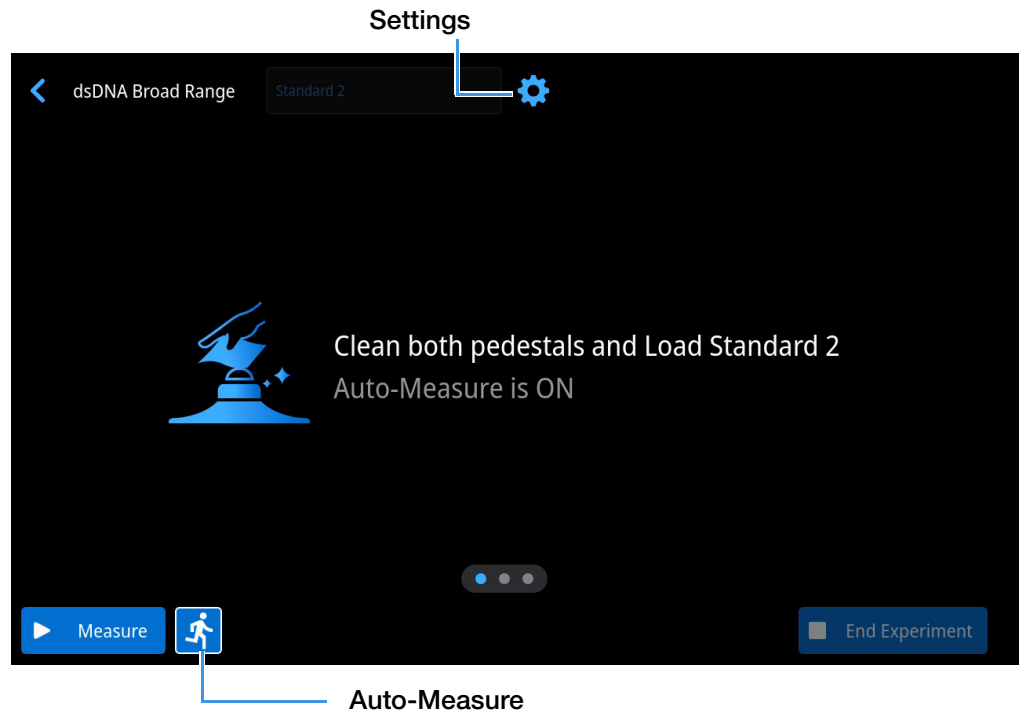 Settings
dsDNA Broad Range
Standard 2
Clean both pedestals and Load Standard 2
Auto-Measure is ON
Measure
End Experiment
Auto-Measure